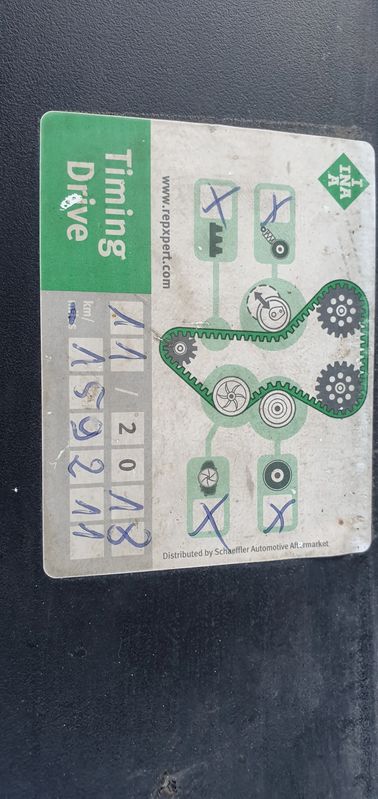 I
INA
A
X
X
X
X
Distributed by Schaeffler Automotive Aftermarket
www.repxpert.com
Timing
Drive
11 / 2018
km/ 159211